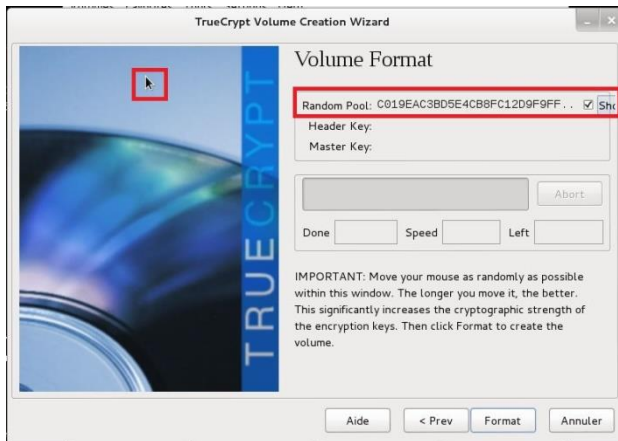 TrueCrypt Volume Creation Wizard
TRUECRYPT
Volume Format
Random Pool: C019EAC3BD5E4CB8FC12D9F9FF..
Header Key:
Master Key:
Abort
Done Speed Left
IMPORTANT: Move your mouse as randomly as possible
within this window. The longer you move it, the better.
This significantly increases the cryptographic strength of
the encryption keys. Then click Format to create the
volume.
Aide < Prev Format Annuler